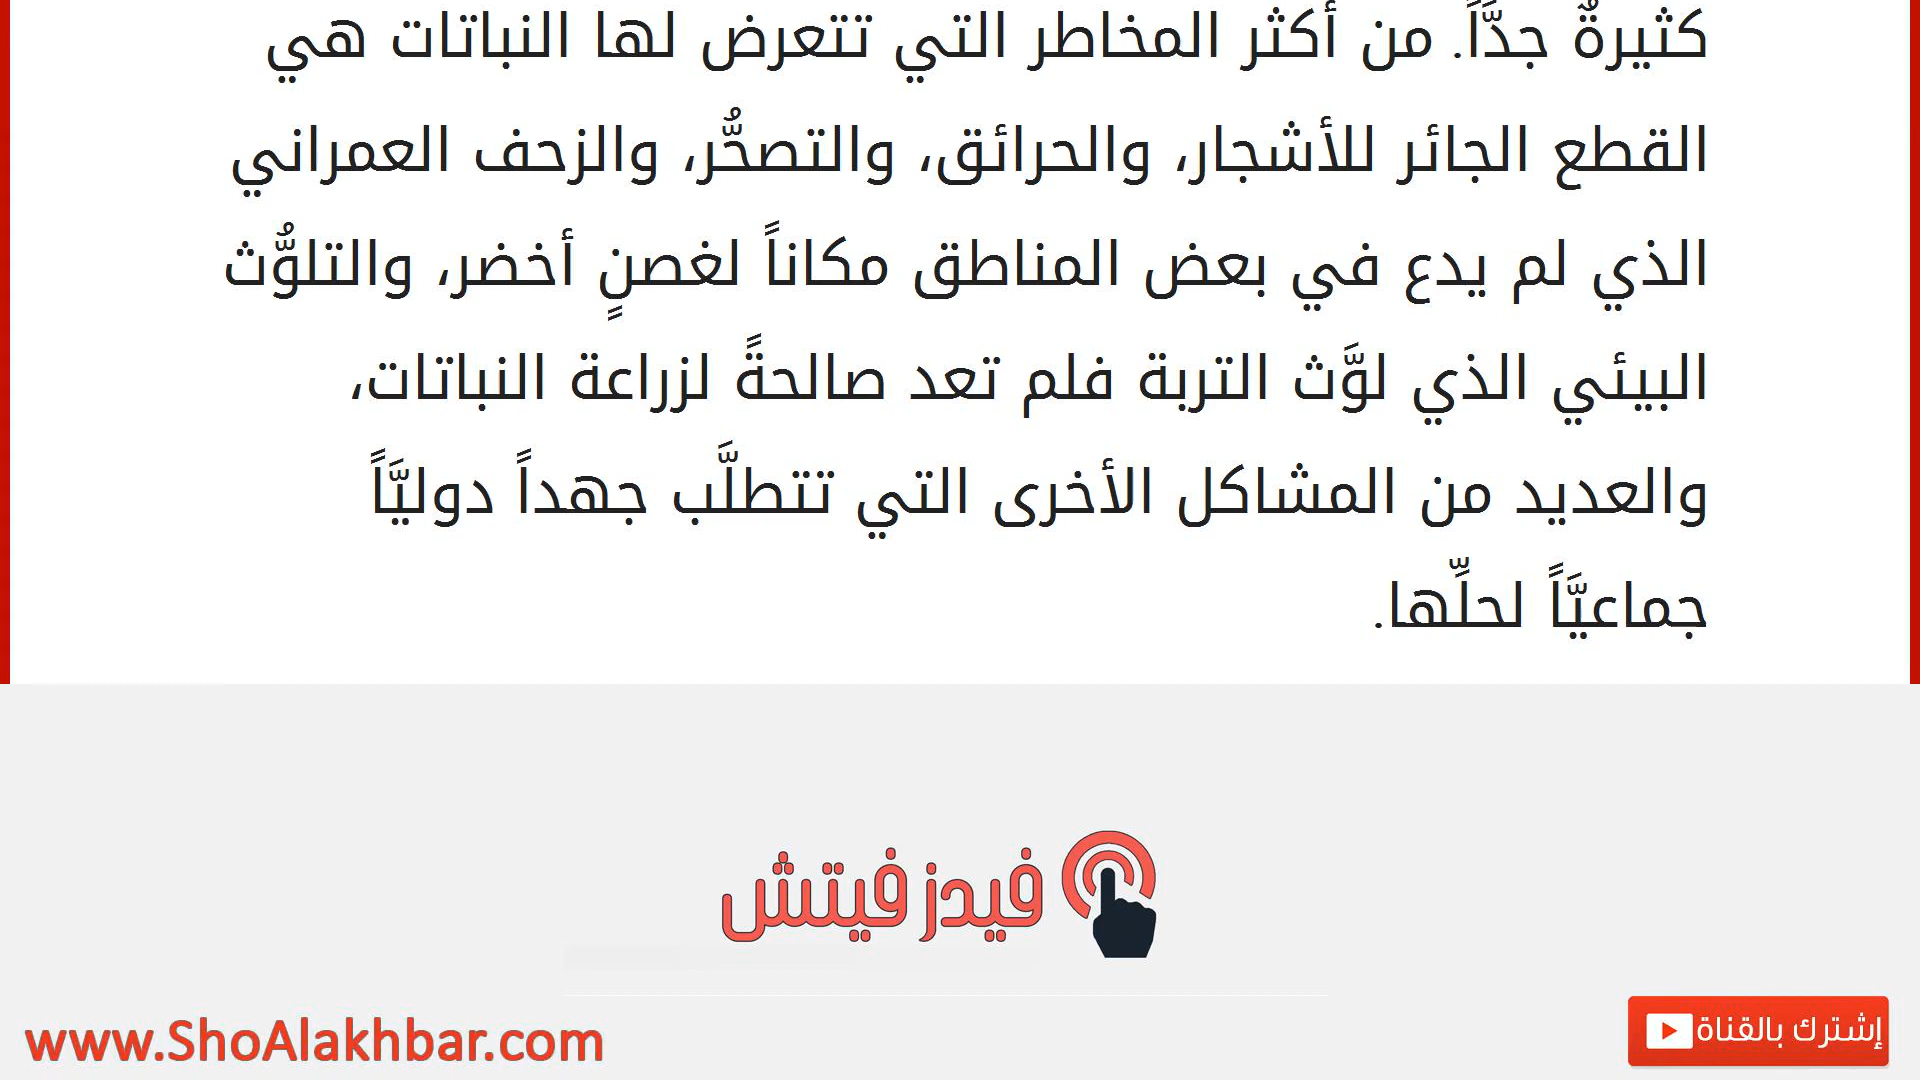 كثيرةٌ جدَّاً. من أكثر المخاطر التي تتعرض لها النباتات هي
القطع الجائر للأشجار، والحرائق، والتصحُّر، والزحف العمراني
الذي لم يدع في بعض المناطق مكاناً لغصنٍ أخضر، والتلوُّث
البيئي الذي لوَّث التربة فلم تعد صالحةً لزراعة النباتات،
والعديد من المشاكل الأخرى التي تتطلَّب جهداً دوليَّاً
جماعيَّاً لحلِّها.
فيدز فيتش
www.ShoAlakhbar.com
إشترك بالقناة